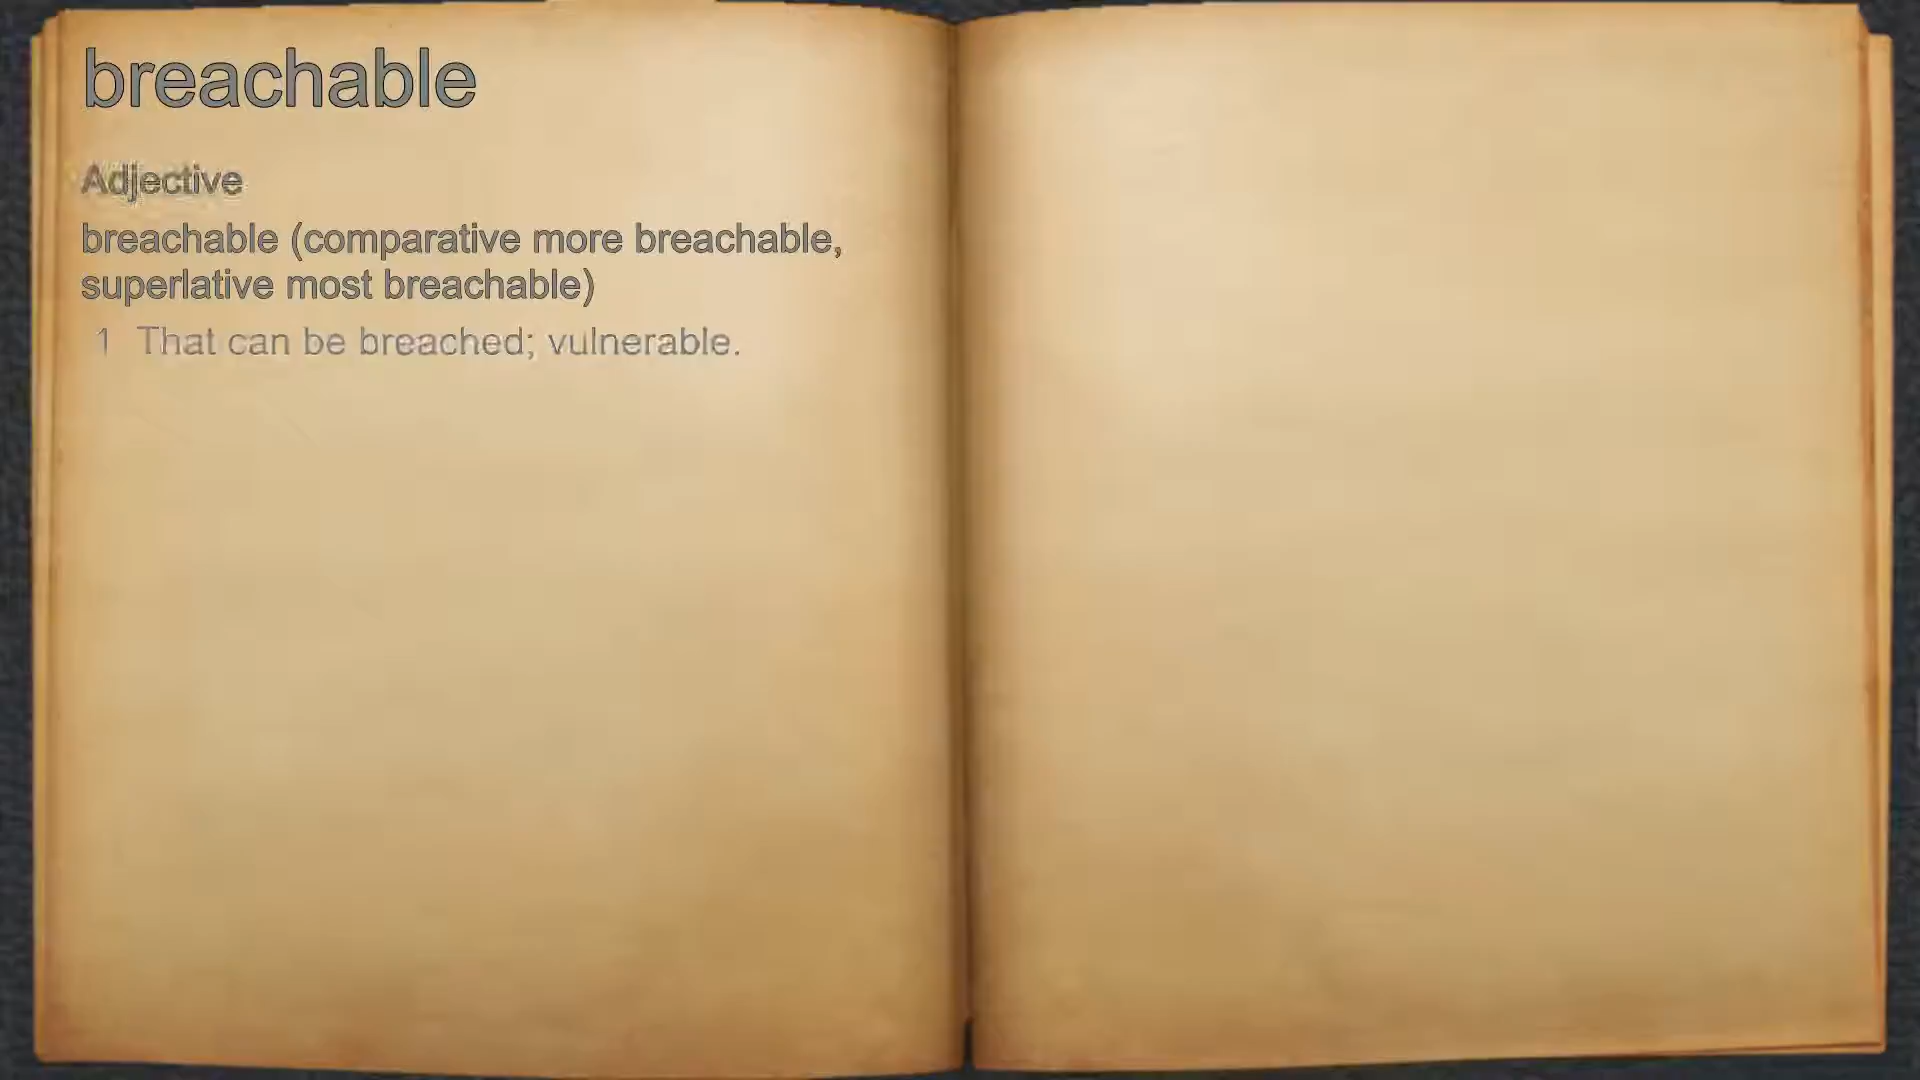 breachable
Adjective
breachable (comparative more breachable,
superlative most breachable)
1 That can be breached; vulnerable.